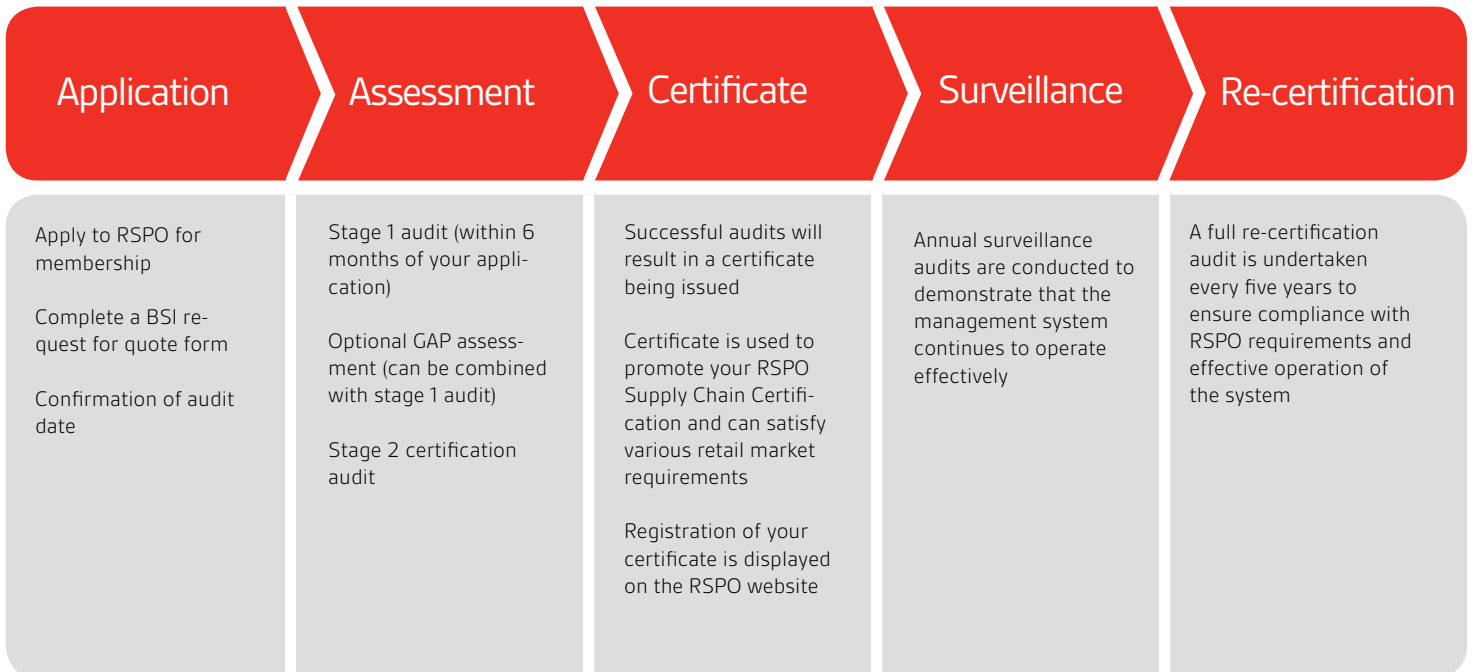 Application
Assessment
Certificate
Surveillance
Re-certification
Apply to RSPO for
membership
Complete a BSI re-
quest for quote form
Confirmation of audit
date
Stage 1 audit (within 6
months of your appli-
cation)
Optional GAP assess-
ment (can be combined
with stage 1 audit)
Stage 2 certification
audit
Successful audits will
result in a certificate
being issued
Certificate is used to
promote your RSPO
Supply Chain Certifi-
cation and can satisfy
various retail market
requirements
Registration of your
certificate is displayed
on the RSPO website
Annual surveillance
audits are conducted to
demonstrate that the
management system
continues to operate
effectively
A full re-certification
audit is undertaken
every five years to
ensure compliance with
RSPO requirements and
effective operation of
the system